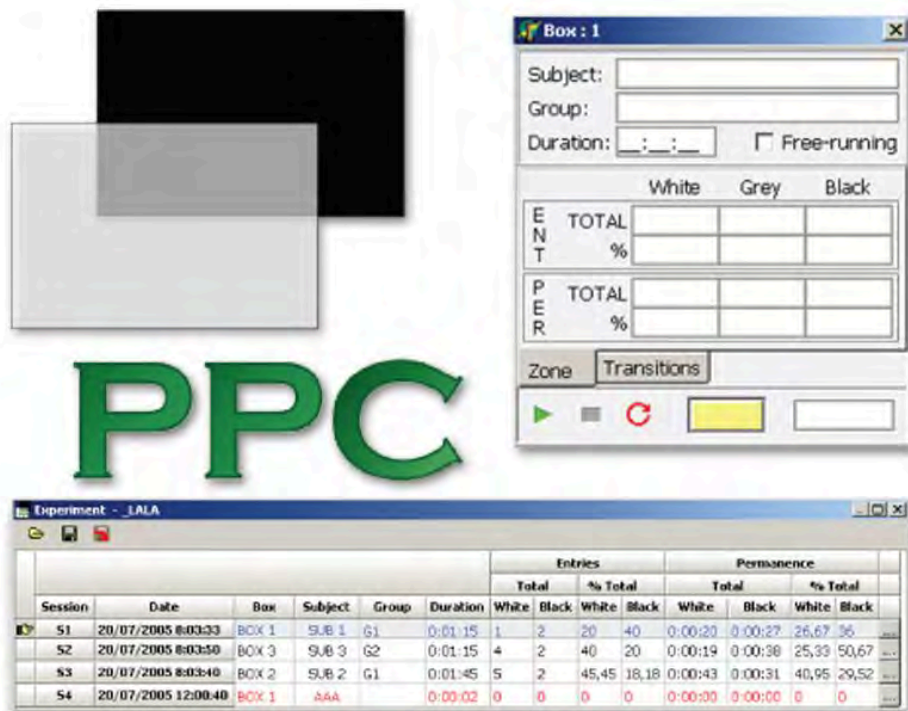 Box : 1
Subject:
Group:
Duration: __:__:__ Free-running
White Grey Black
ENT TOTAL
%
PER TOTAL
%
Zone Transitions
PPC
Experiment - _LALA
Entries Permanence
Total % Total Total % Total
Session Date Box Subject Group Duration White Black White Black White Black White Black
S1 20/07/2005 8:03:33 BOX 1 SUB 1 G1 0:01:15 1 2 20 40 0:00:20 0:00:27 26,67 36 ...
S2 20/07/2005 8:03:50 BOX 3 SUB 3 G2 0:01:15 4 2 40 20 0:00:19 0:00:38 25,33 50,67 ...
S3 20/07/2005 8:03:40 BOX 2 SUB 2 G1 0:01:45 5 2 45,45 18,18 0:00:43 0:00:31 40,95 29,52 ...
S4 20/07/2005 12:00:40 BOX 1 AAA 0:00:02 0 0 0 0 0:00:00 0:00:00 0 0 ...